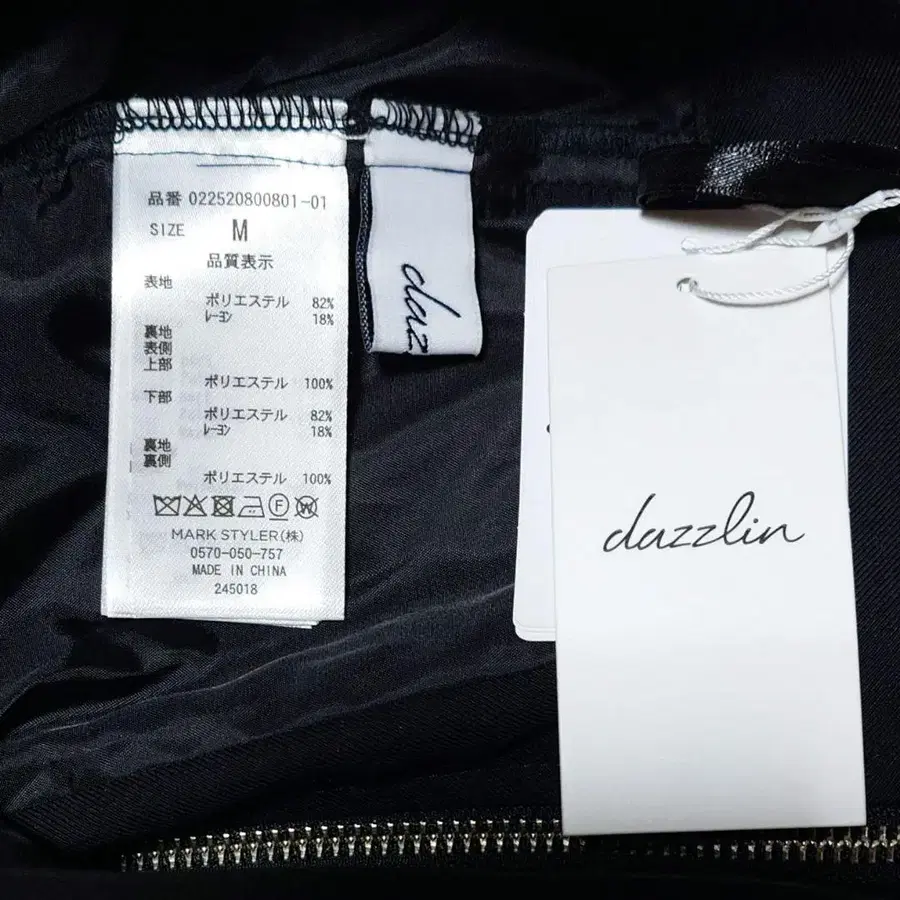 品番 022520800801-01
SIZE M
品質表示
表地
ポリエステル 82%
レーヨン 18%
裏地
表側
上部
ポリエステル 100%
下部
ポリエステル 82%
レーヨン 18%
裏地
裏側
ポリエステル 100%
MARK STYLER(株)
0570-050-757
MADE IN CHINA
245018
daz
dazzlin